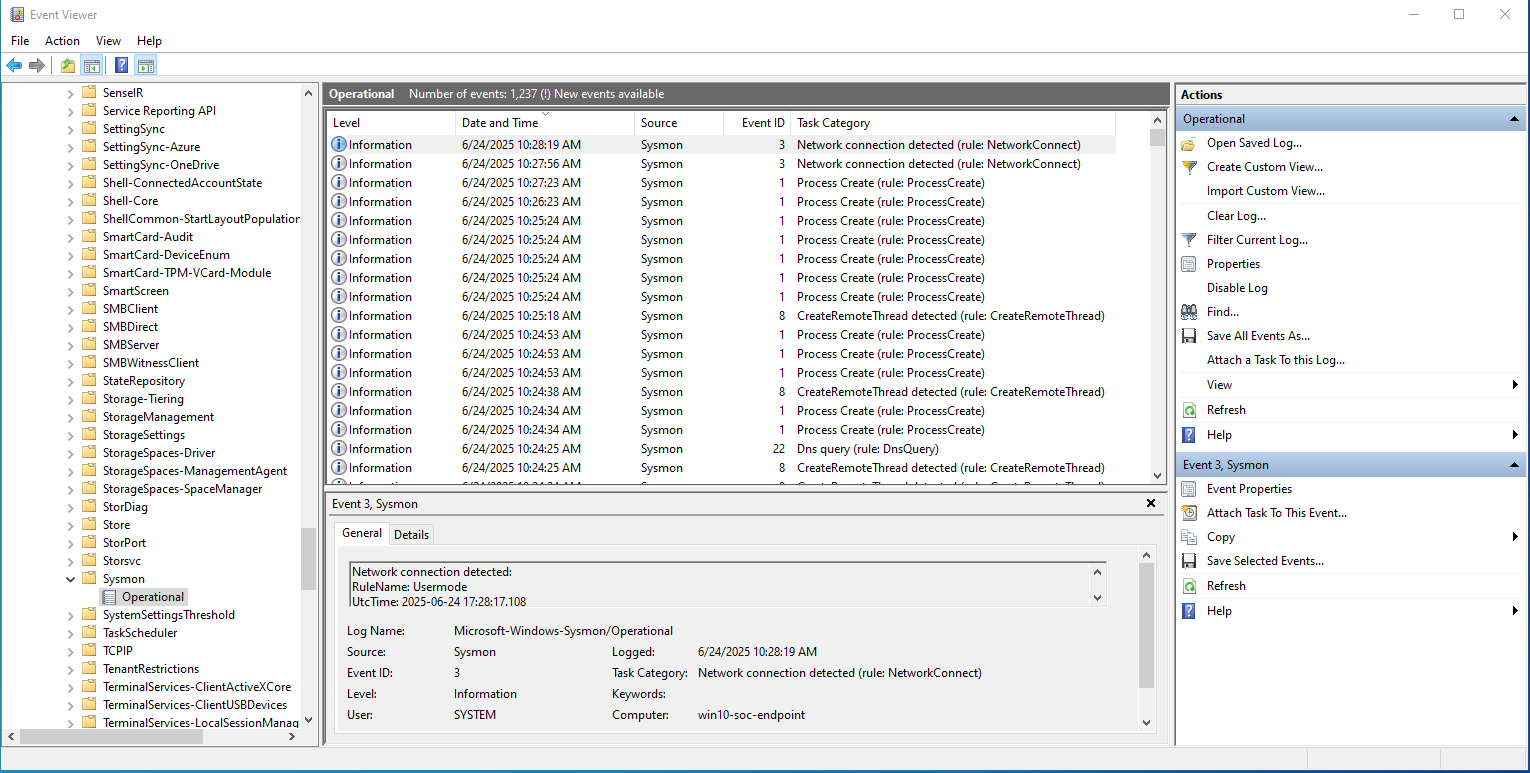 Event Viewer
File Action View Help
SenseIR
Service Reporting API
SettingSync
SettingSync-Azure
SettingSync-OneDrive
Shell-ConnectedAccountState
Shell-Core
ShellCommon-StartLayoutPopulation
SmartCard-Audit
SmartCard-DeviceEnum
SmartCard-TPM-VCard-Module
SmartScreen
SMBClient
SMBDirect
SMBServer
SMBWitnessClient
StateRepository
Storage-Tiering
StorageManagement
StorageSettings
StorageSpaces-Driver
StorageSpaces-ManagementAgent
StorageSpaces-SpaceManager
StorDiag
Store
StorPort
Storsvc
Sysmon
Operational
SystemSettingsThreshold
TaskScheduler
TCPIP
TenantRestrictions
TerminalServices-ClientActiveXCore
TerminalServices-ClientUSBDevices
TerminalServices-LocalSessionManag
Operational Number of events: 1,237 (!) New events available
Level Date and Time Source Event ID Task Category
Information 6/24/2025 10:28:19 AM Sysmon 3 Network connection detected (rule: NetworkConnect)
Information 6/24/2025 10:27:56 AM Sysmon 3 Network connection detected (rule: NetworkConnect)
Information 6/24/2025 10:27:23 AM Sysmon 1 Process Create (rule: ProcessCreate)
Information 6/24/2025 10:26:23 AM Sysmon 1 Process Create (rule: ProcessCreate)
Information 6/24/2025 10:25:24 AM Sysmon 1 Process Create (rule: ProcessCreate)
Information 6/24/2025 10:25:24 AM Sysmon 1 Process Create (rule: ProcessCreate)
Information 6/24/2025 10:25:24 AM Sysmon 1 Process Create (rule: ProcessCreate)
Information 6/24/2025 10:25:24 AM Sysmon 1 Process Create (rule: ProcessCreate)
Information 6/24/2025 10:25:24 AM Sysmon 1 Process Create (rule: ProcessCreate)
Information 6/24/2025 10:25:18 AM Sysmon 8 CreateRemoteThread detected (rule: CreateRemoteThread)
Information 6/24/2025 10:24:53 AM Sysmon 1 Process Create (rule: ProcessCreate)
Information 6/24/2025 10:24:53 AM Sysmon 1 Process Create (rule: ProcessCreate)
Information 6/24/2025 10:24:53 AM Sysmon 1 Process Create (rule: ProcessCreate)
Information 6/24/2025 10:24:38 AM Sysmon 8 CreateRemoteThread detected (rule: CreateRemoteThread)
Information 6/24/2025 10:24:34 AM Sysmon 1 Process Create (rule: ProcessCreate)
Information 6/24/2025 10:24:34 AM Sysmon 1 Process Create (rule: ProcessCreate)
Information 6/24/2025 10:24:25 AM Sysmon 22 Dns query (rule: DnsQuery)
Information 6/24/2025 10:24:25 AM Sysmon 8 CreateRemoteThread detected (rule: CreateRemoteThread)
Event 3, Sysmon
General Details
Network connection detected:
RuleName: Usermode
UtcTime: 2025-06-24 17:28:17.108
Log Name: Microsoft-Windows-Sysmon/Operational
Source: Sysmon Logged: 6/24/2025 10:28:19 AM
Event ID: 3 Task Category: Network connection detected (rule: NetworkConnect)
Level: Information Keywords:
User: SYSTEM Computer: win10-soc-endpoint
Actions
Operational
Open Saved Log...
Create Custom View...
Import Custom View...
Clear Log...
Filter Current Log...
Properties
Disable Log
Find...
Save All Events As...
Attach a Task To this Log...
View
Refresh
Help
Event 3, Sysmon
Event Properties
Attach Task To This Event...
Copy
Save Selected Events...
Refresh
Help